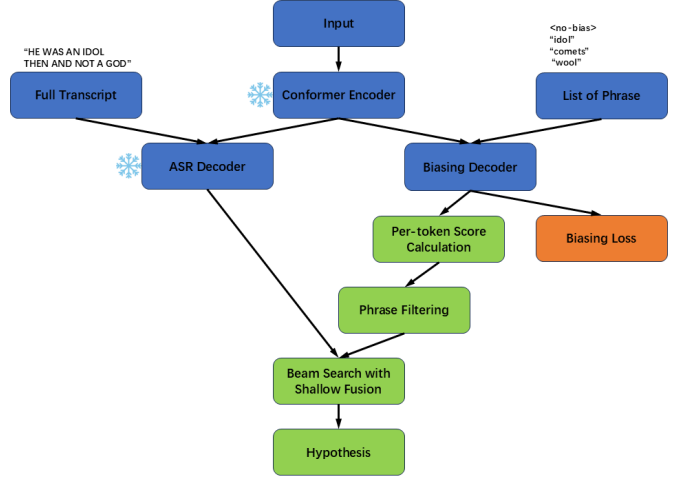 Input
<no-bias>
"idol"
"comets"
"wool"
"HE WAS AN IDOL
THEN AND NOT A GOD"
Full Transcript
Conformer Encoder
List of Phrase
ASR Decoder
Biasing Decoder
Per-token Score
Calculation
Biasing Loss
Phrase Filtering
Beam Search with
Shallow Fusion
Hypothesis